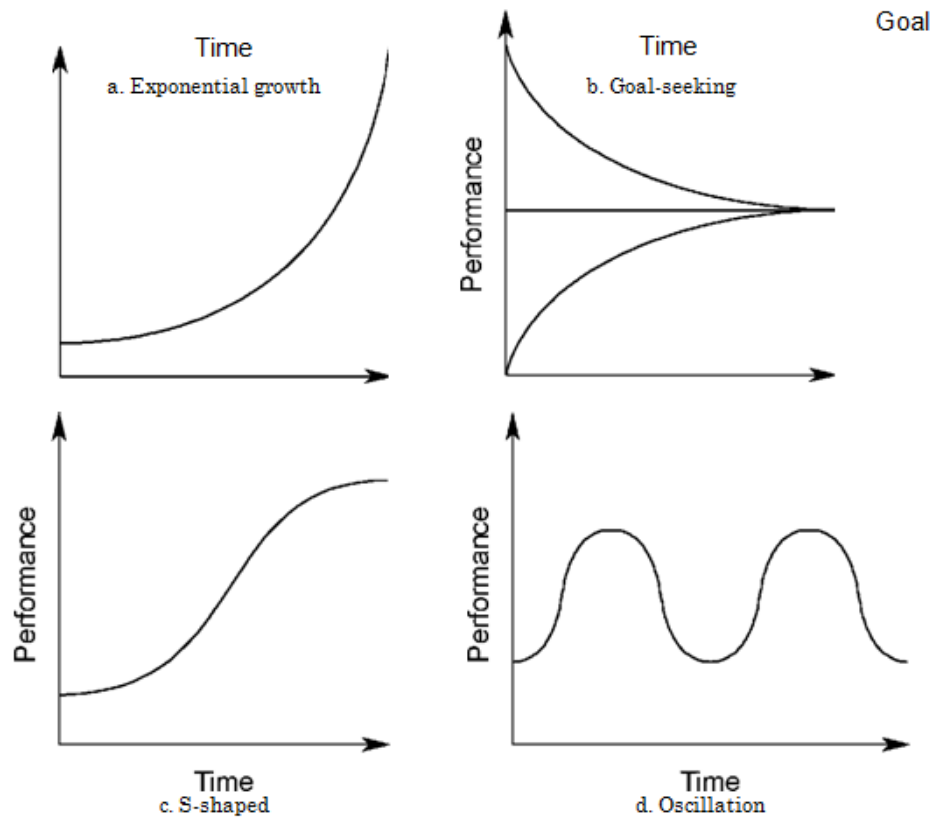 Goal
Time
a. Exponential growth
Time
b. Goal-seeking
Performance
Performance
Time
c. S-shaped
Performance
Time
d. Oscillation